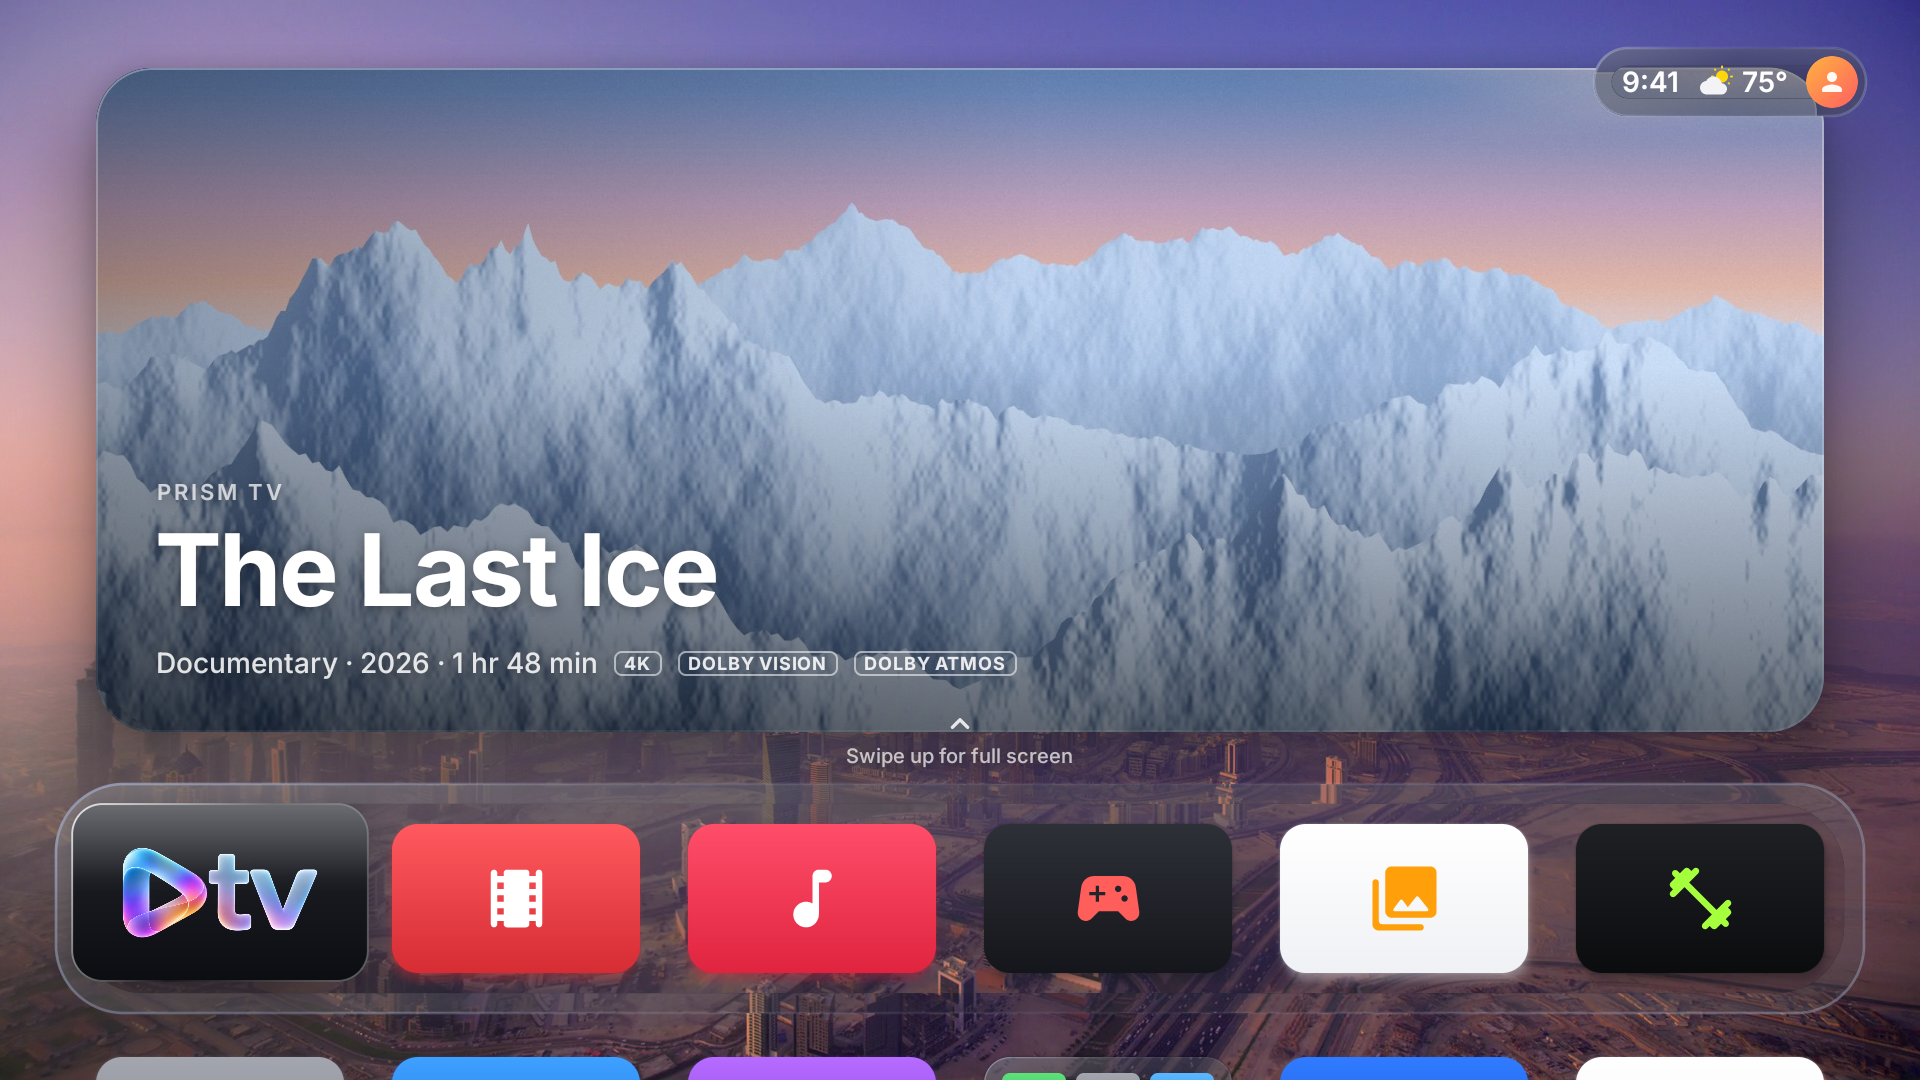 9:41 75°
PRISM TV
The Last Ice
Documentary · 2026 · 1 hr 48 min 4K DOLBY VISION DOLBY ATMOS
Swipe up for full screen
tv